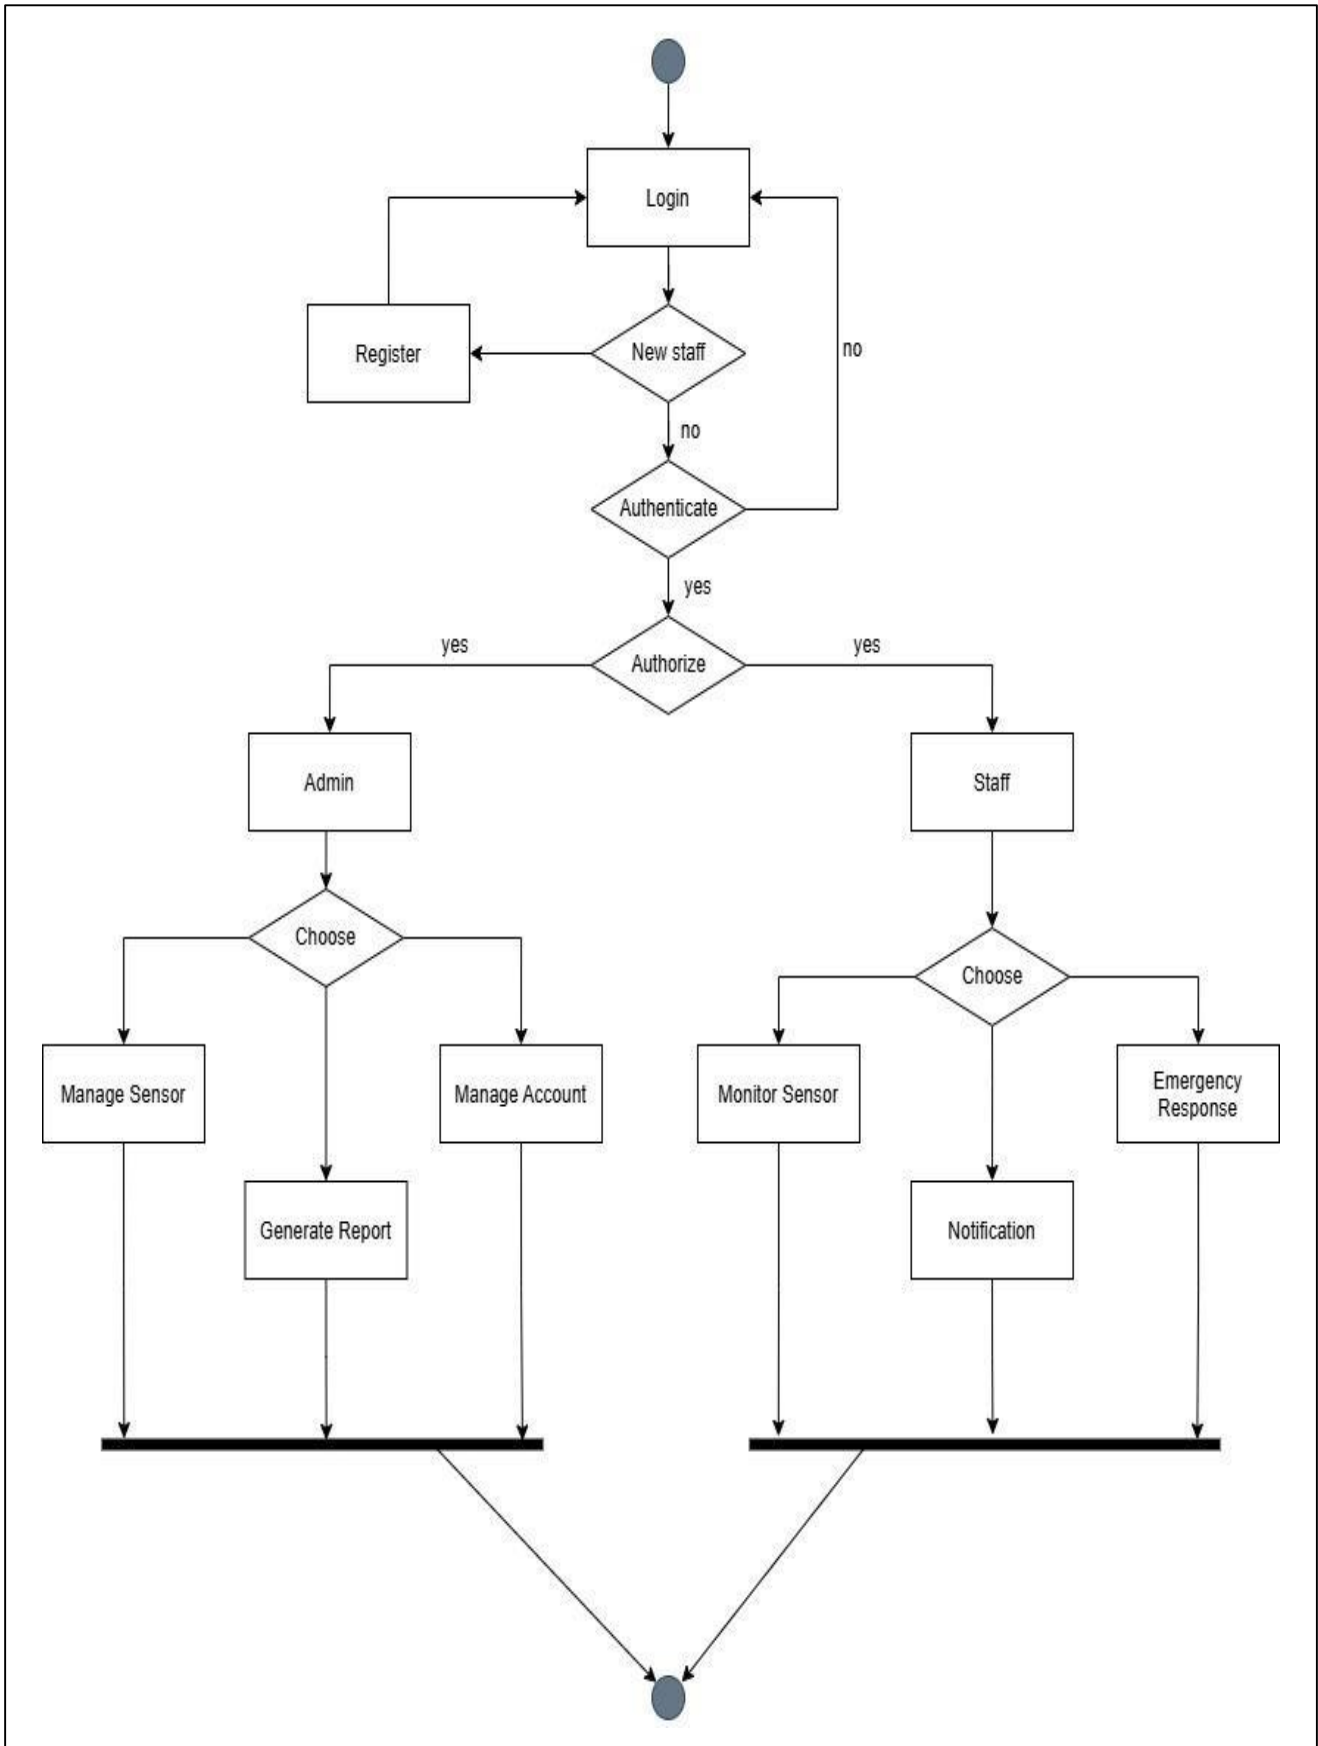 Login
Register
New staff
no
no
Authenticate
yes
yes
Authorize
yes
Admin
Staff
Choose
Choose
Manage Sensor
Manage Account
Monitor Sensor
Emergency
Response
Generate Report
Notification